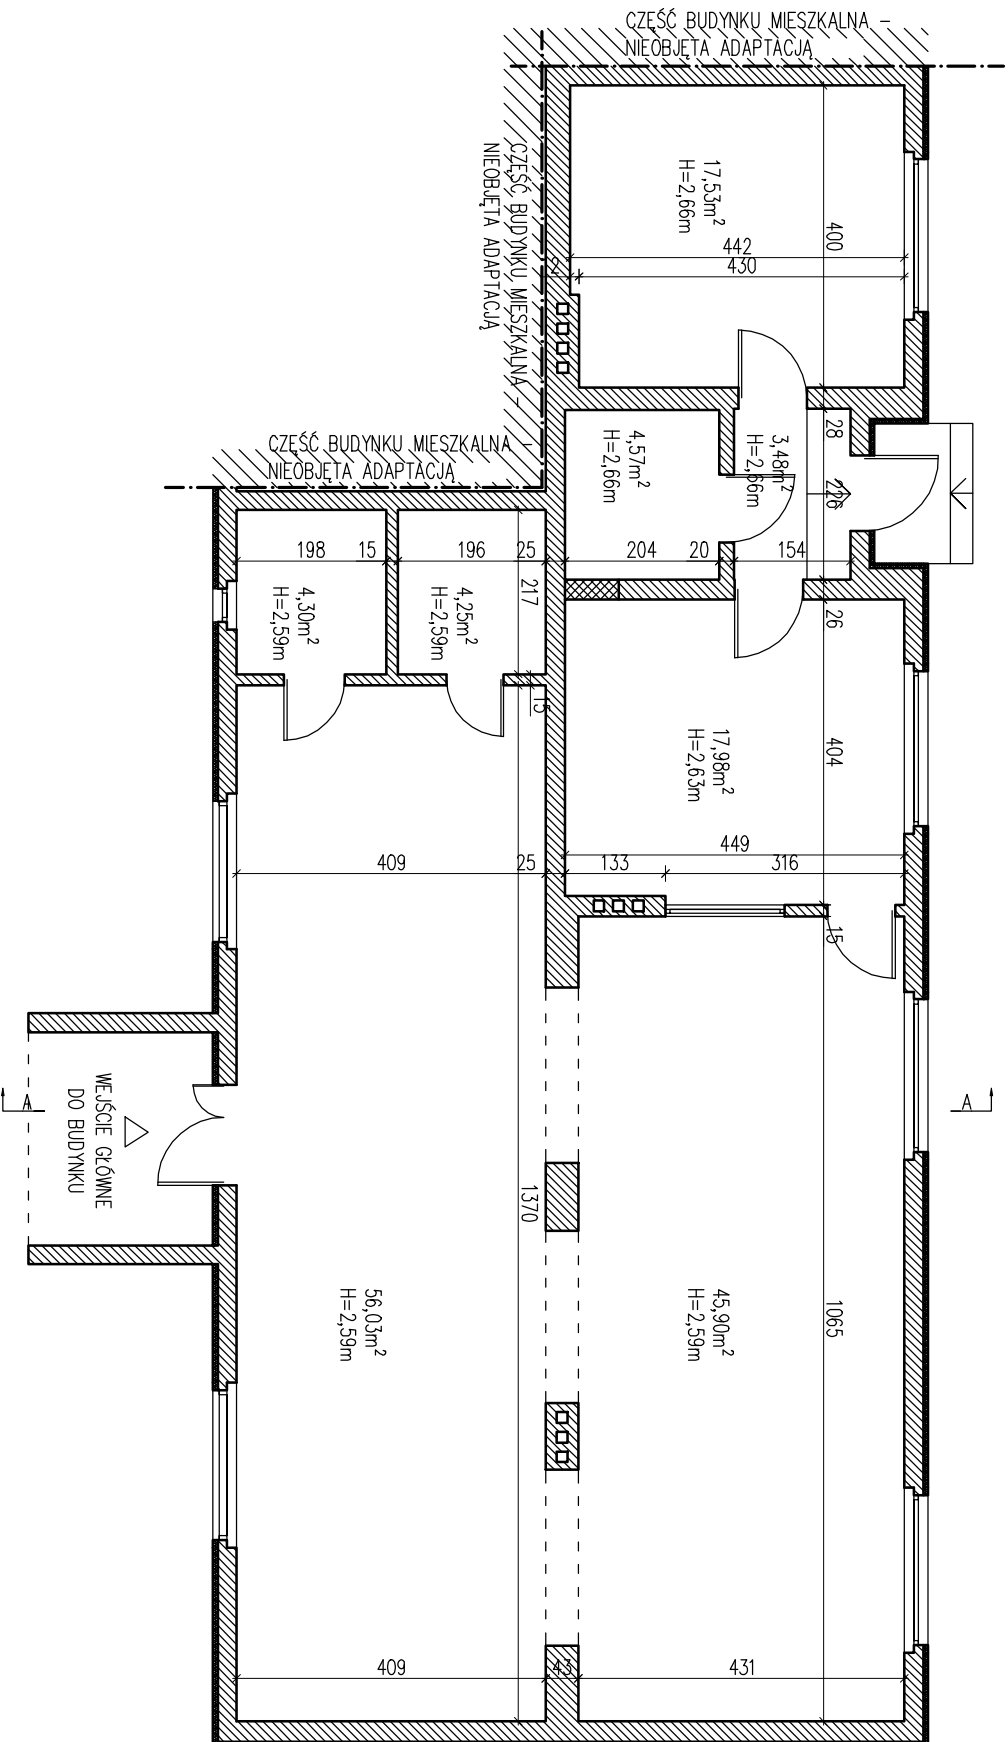 CZĘŚĆ BUDYNKU MIESZKALNA –
NIEOBJĘTA ADAPTACJĄ
17,53m²
H=2,66m
400
442
430
2
CZĘŚĆ BUDYNKU MIESZKALNA –
NIEOBJĘTA ADAPTACJĄ
28
3,48m²
H=2,66m
4,57m²
H=2,66m
226
CZĘŚĆ BUDYNKU MIESZKALNA –
NIEOBJĘTA ADAPTACJĄ
198
15
196
25
204
20
154
217
4,30m²
H=2,59m
4,25m²
H=2,59m
26
15
17,98m²
H=2,63m
404
449
409
25
133
316
15
A
A
WEJŚCIE GŁÓWNE
DO BUDYNKU
1370
56,03m²
H=2,59m
45,90m²
H=2,59m
1065
409
43
431